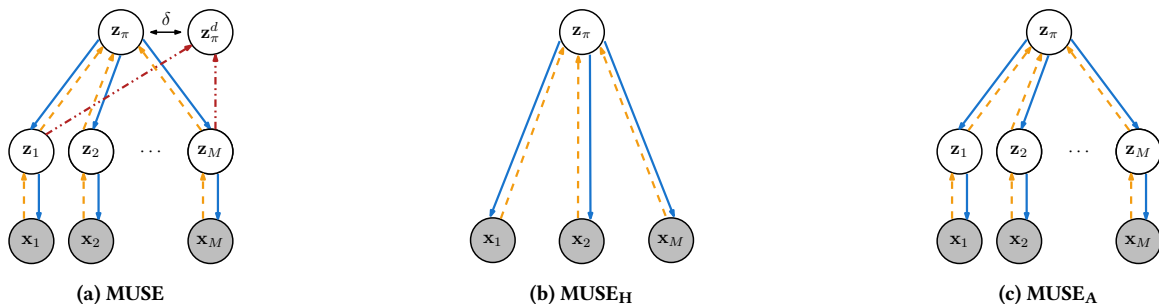 z_π δ z_π^d
z_1 z_2 ... z_M
x_1 x_2 x_M
(a) MUSE
z_π
x_1 x_2 x_M
(b) MUSE_H
z_π
z_1 z_2 ... z_M
x_1 x_2 x_M
(c) MUSE_A